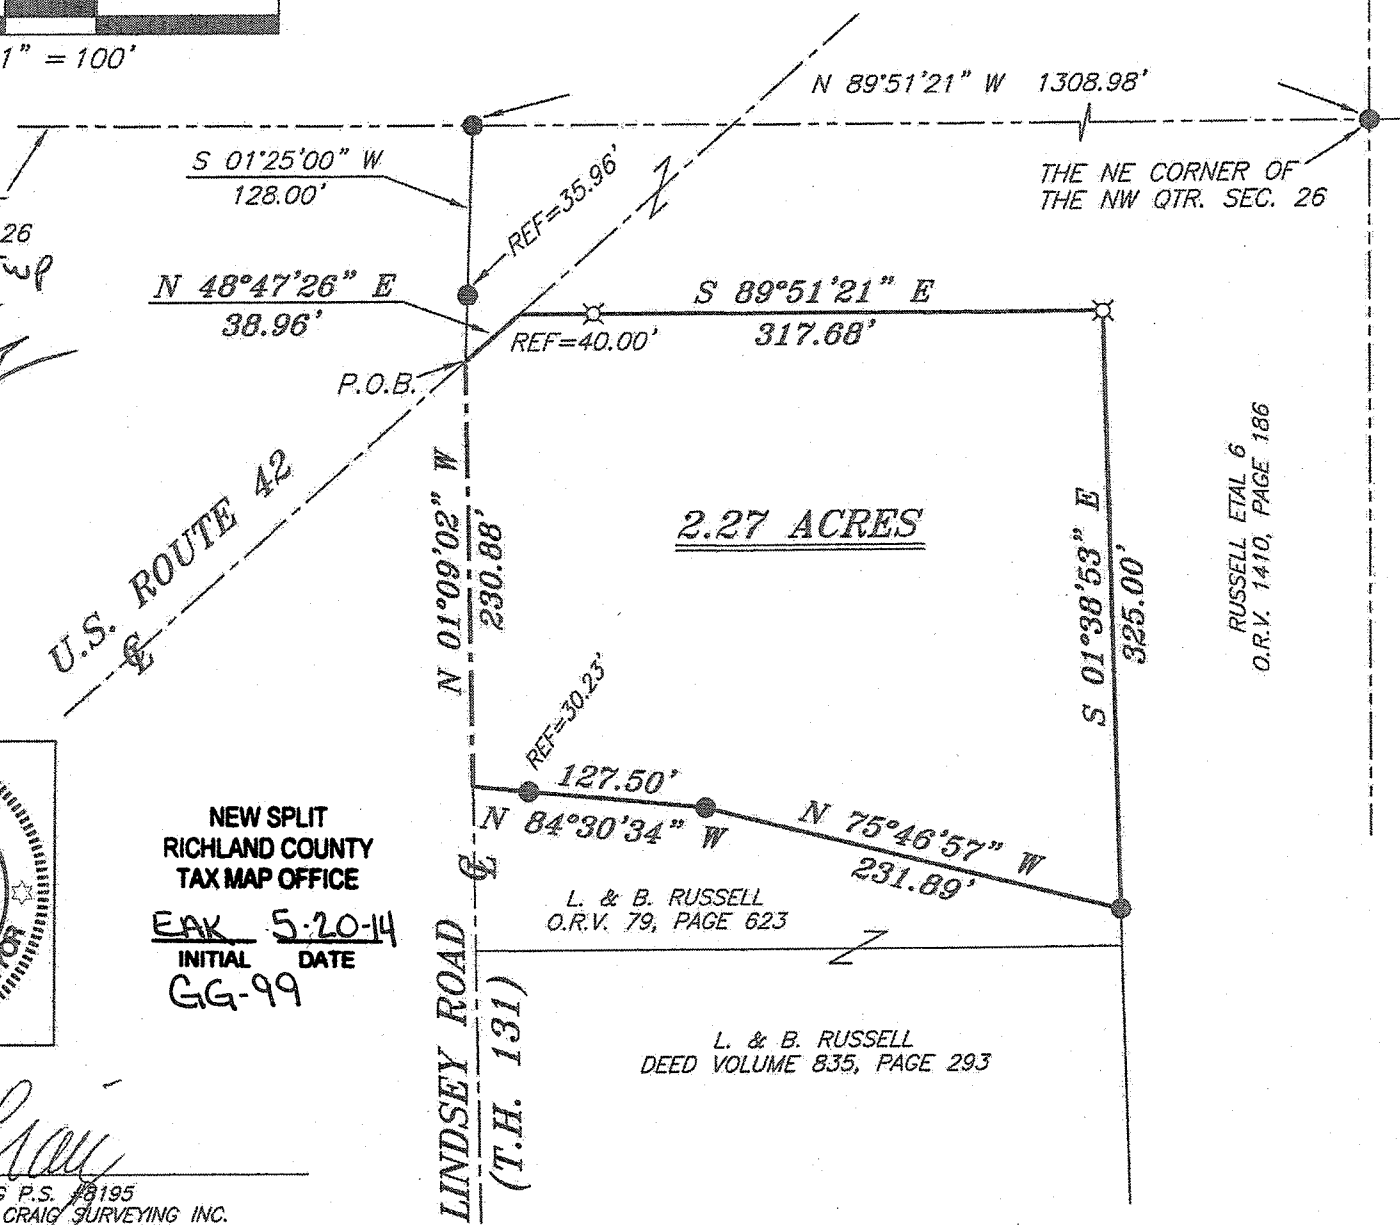 1" = 100'
N 89°51'21" W 1308.98'
S 01°25'00" W
128.00'
REF=35.96'
THE NE CORNER OF
THE NW QTR. SEC. 26
26
N 48°47'26" E
38.96'
S 89°51'21" E
317.68'
REF=40.00'
P.O.B.
U.S. ROUTE 42
℄
N 01°09'02" W
230.88'
2.27 ACRES
S 01°38'53" E
325.00'
RUSSELL ETAL 6
O.R.V. 1410, PAGE 186
REF=30.23'
127.50'
N 84°30'34" W
N 75°46'57" W
231.89'
NEW SPLIT
RICHLAND COUNTY
TAX MAP OFFICE
EAK 5-20-14
INITIAL DATE
GG-99
℄
L. & B. RUSSELL
O.R.V. 79, PAGE 623
LINDSEY ROAD
(T.H. 131)
L. & B. RUSSELL
DEED VOLUME 835, PAGE 293
P.S. #8195
CRAIG SURVEYING INC.